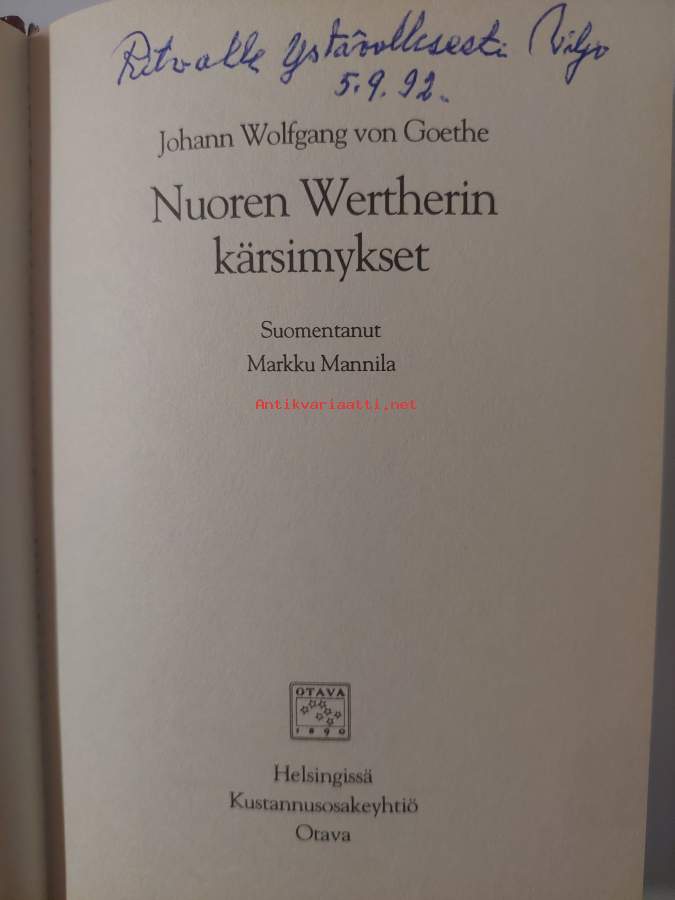 Ritvalle Ystävällisesti Viljo
5.9.92.
Johann Wolfgang von Goethe
Nuoren Wertherin
kärsimykset
Suomentanut
Markku Mannila
Antikvariaatti.net
OTAVA
1890
Helsingissä
Kustannusosakeyhtiö
Otava